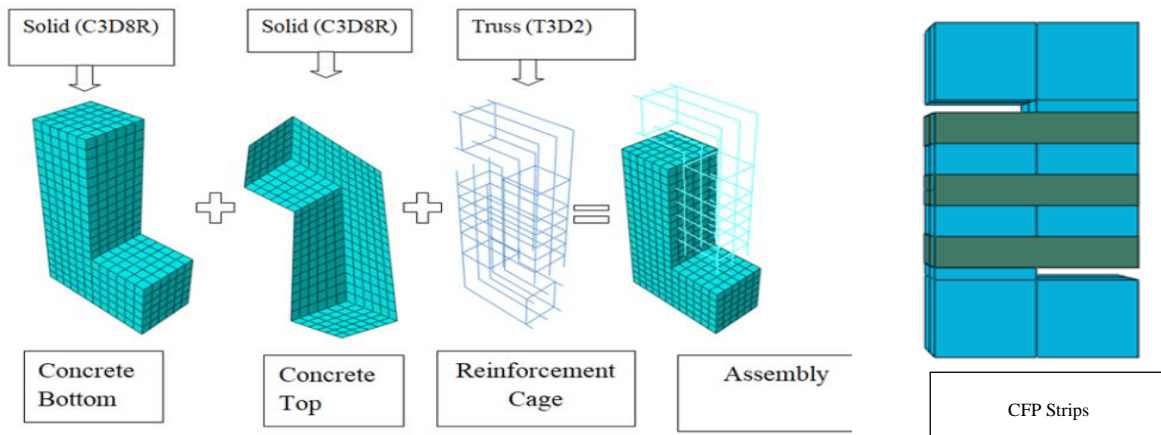 Solid (C3D8R)
Solid (C3D8R)
Truss (T3D2)
Concrete
Bottom
Concrete
Top
Reinforcement
Cage
Assembly
CFP Strips